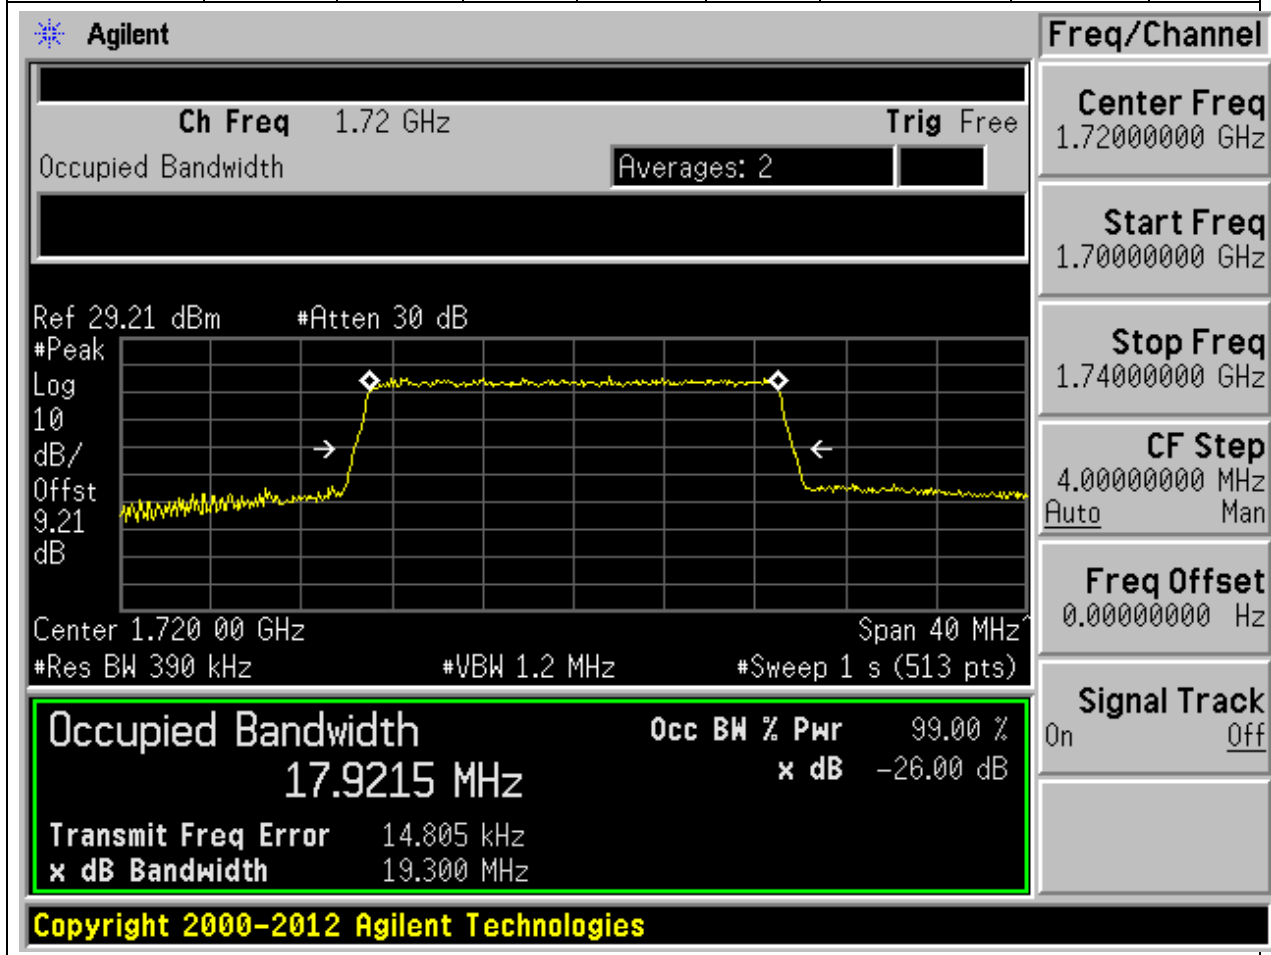 Agilent
Freq/Channel
Ch Freq 1.72 GHz Trig Free
Occupied Bandwidth Averages: 2
Center Freq
1.72000000 GHz
Start Freq
1.70000000 GHz
Stop Freq
1.74000000 GHz
CF Step
4.00000000 MHz
Auto Man
Freq Offset
0.00000000 Hz
Signal Track
On Off
Ref 29.21 dBm #Atten 30 dB
#Peak
Log
10
dB/
Offst
9.21
dB
Center 1.720 00 GHz Span 40 MHz^
#Res BW 390 kHz #VBW 1.2 MHz #Sweep 1 s (513 pts)
Occupied Bandwidth Occ BW % Pwr 99.00 %
17.9215 MHz x dB -26.00 dB
Transmit Freq Error 14.805 kHz
x dB Bandwidth 19.300 MHz
Copyright 2000-2012 Agilent Technologies